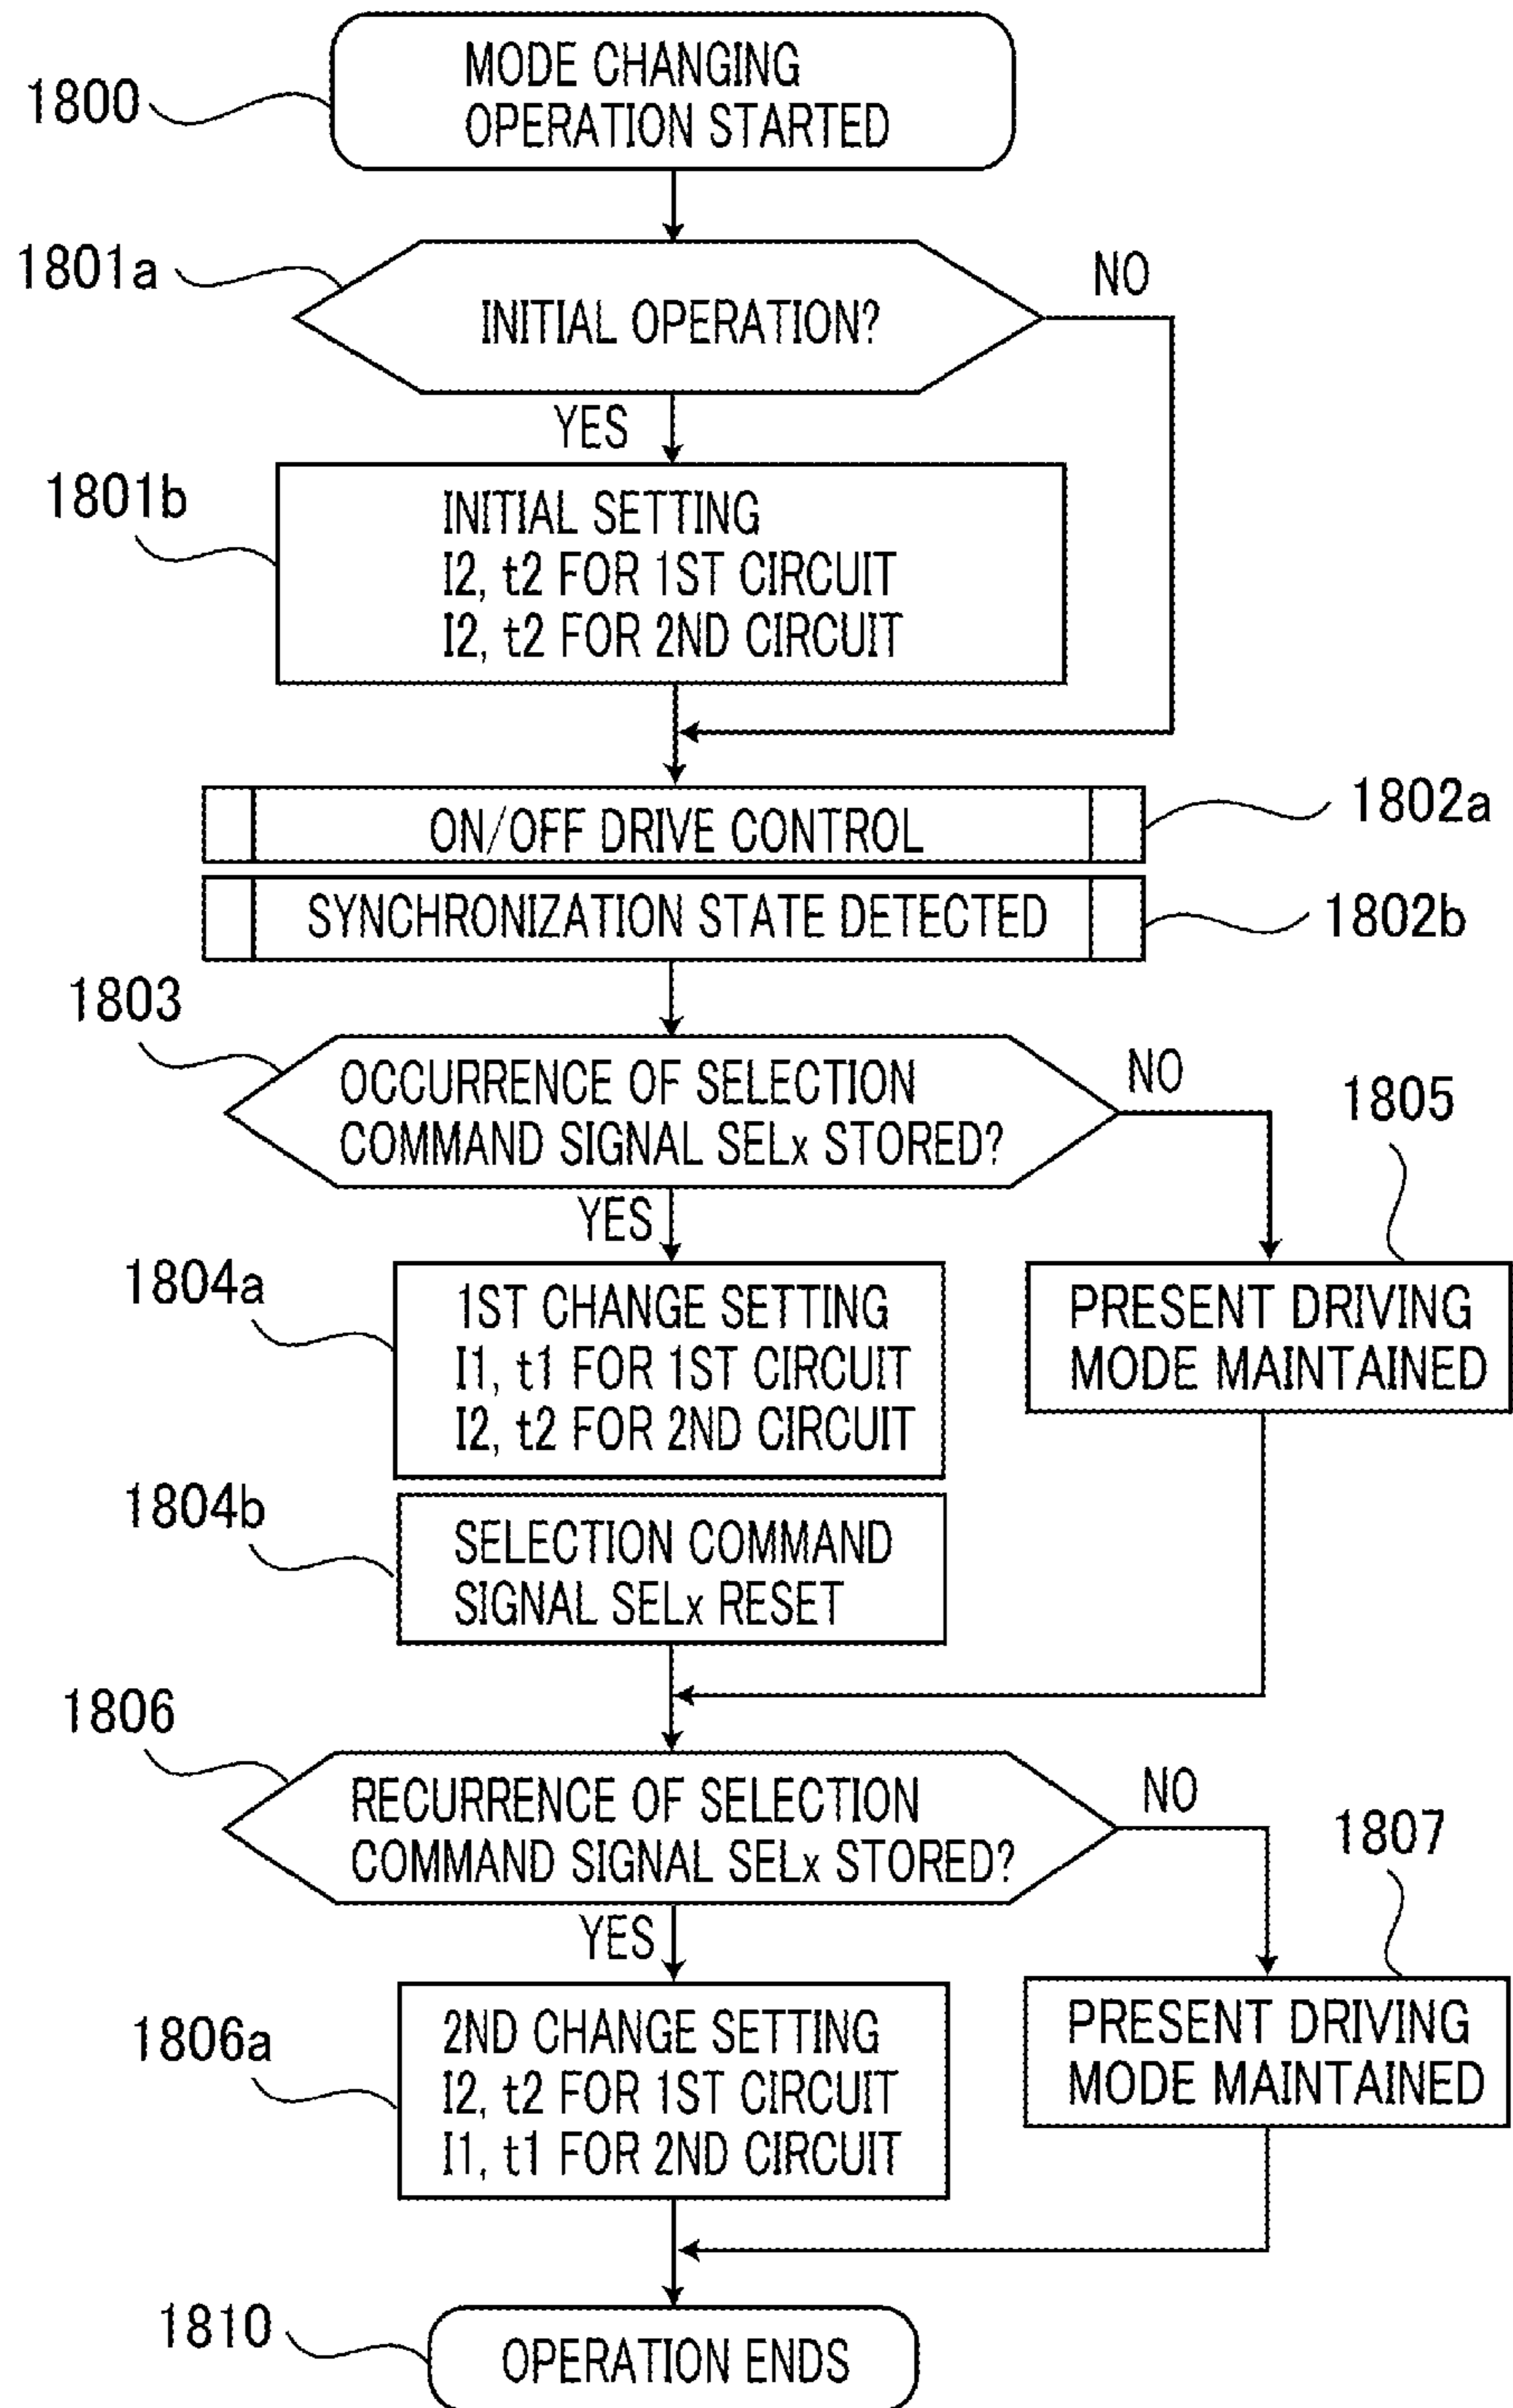 1800
MODE CHANGING
OPERATION STARTED
1801a
INITIAL OPERATION?
NO
YES
1801b
INITIAL SETTING
I2, t2 FOR 1ST CIRCUIT
I2, t2 FOR 2ND CIRCUIT
ON/OFF DRIVE CONTROL
1802a
SYNCHRONIZATION STATE DETECTED
1802b
1803
OCCURRENCE OF SELECTION
COMMAND SIGNAL SELx STORED?
NO
YES
1805
PRESENT DRIVING
MODE MAINTAINED
1804a
1ST CHANGE SETTING
I1, t1 FOR 1ST CIRCUIT
I2, t2 FOR 2ND CIRCUIT
1804b
SELECTION COMMAND
SIGNAL SELx RESET
1806
RECURRENCE OF SELECTION
COMMAND SIGNAL SELx STORED?
NO
YES
1807
PRESENT DRIVING
MODE MAINTAINED
1806a
2ND CHANGE SETTING
I2, t2 FOR 1ST CIRCUIT
I1, t1 FOR 2ND CIRCUIT
1810
OPERATION ENDS